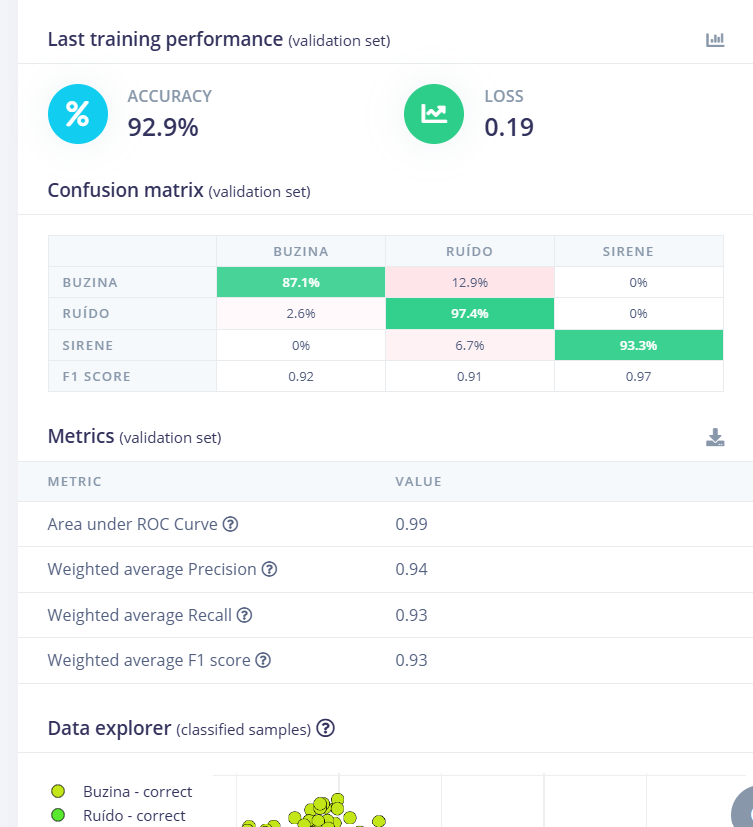 Last training performance (validation set)
% ACCURACY
92.9%
LOSS
0.19
Confusion matrix (validation set)
BUZINA RUÍDO SIRENE
BUZINA 87.1% 12.9% 0%
RUÍDO 2.6% 97.4% 0%
SIRENE 0% 6.7% 93.3%
F1 SCORE 0.92 0.91 0.97
Metrics (validation set)
METRIC VALUE
Area under ROC Curve ? 0.99
Weighted average Precision ? 0.94
Weighted average Recall ? 0.93
Weighted average F1 score ? 0.93
Data explorer (classified samples) ?
Buzina - correct
Ruído - correct